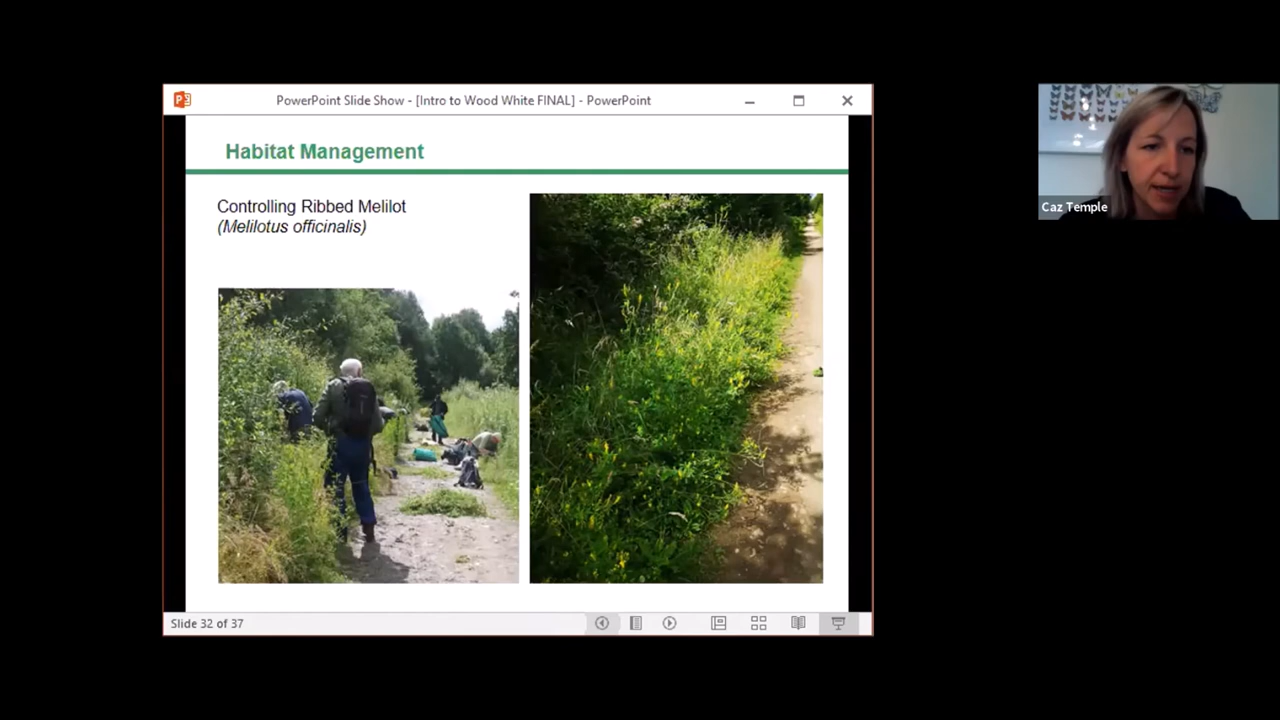 PowerPoint Slide Show - [Intro to Wood White FINAL] - PowerPoint
Habitat Management
Controlling Ribbed Melilot
(Melilotus officinalis)
Slide 32 of 37
Caz Temple